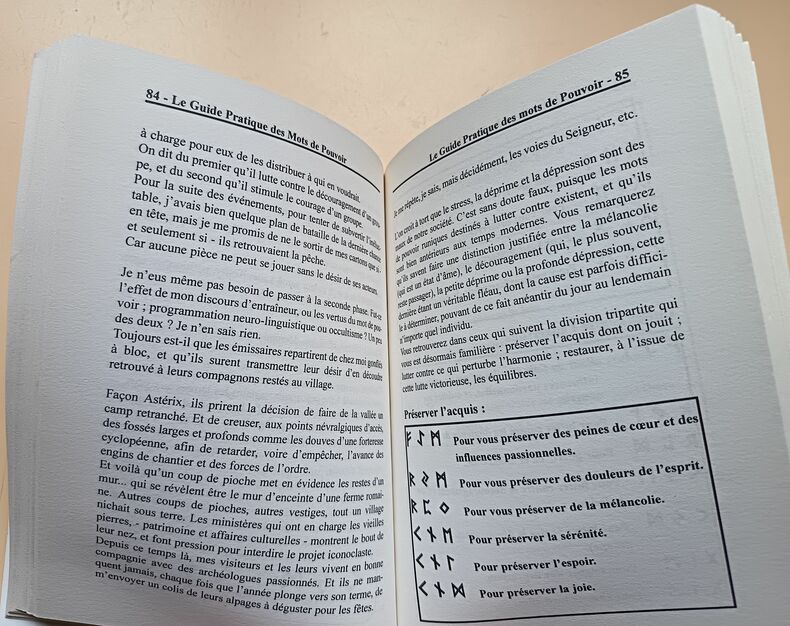 84 - Le Guide Pratique des Mots de Pouvoir
à charge pour eux de les distribuer à qui en voudrait.
On dit du premier qu'il lutte contre le découragement d'un grou-
pe, et du second qu'il stimule le courage d'un groupe.
Pour la suite des événements, pour tenter de subvertir l'inéluc-
table, j'avais bien quelque plan de bataille de la dernière chance
en tête, mais je me promis de ne le sortir de mes cartons que si -
et seulement si - ils retrouvaient la pêche.
Car aucune pièce ne peut se jouer sans le désir de ses acteurs.
Je n'eus même pas besoin de passer à la seconde phase. Fut-ce
l'effet de mon discours d'entraîneur, ou les vertus du mot de pou-
voir ; programmation neuro-linguistique ou occultisme ? Un peu
des deux ? Je n'en sais rien.
Toujours est-il que les émissaires repartirent de chez moi gonflés
à bloc, et qu'ils surent transmettre leur désir d'en découdre
retrouvé à leurs compagnons restés au village.
Façon Astérix, ils prirent la décision de faire de la vallée un
camp retranché. Et de creuser, aux points névralgiques d'accès,
des fossés larges et profonds comme les douves d'une forteresse
cyclopéenne, afin de retarder, voire d'empêcher, l'avance des
engins de chantier et des forces de l'ordre.
Et voilà qu'un coup de pioche met en évidence les restes d'un
mur... qui se révèlent être le mur d'enceinte d'une ferme romai-
ne. Autres coups de pioches, autres vestiges, tout un village
nichait sous terre. Les ministères qui ont en charge les vieilles
pierres, - patrimoine et affaires culturelles - montrent le bout de
leur nez, et font pression pour interdire le projet iconoclaste.
Depuis ce temps là, mes visiteurs et les leurs vivent en bonne
compagnie avec des archéologues passionnés. Et ils ne man-
quent jamais, chaque fois que l'année plonge vers son terme, de
m'envoyer un colis de leurs alpages à déguster pour les fêtes.
Le Guide Pratique des mots de Pouvoir - 85
Je me répète, je sais, mais décidément, les voies du Seigneur, etc.
L'on croit à tort que le stress, la déprime et la dépression sont des
maux de notre société. C'est sans doute faux, puisque les mots
de pouvoir runiques destinés à lutter contre existent, et qu'ils
sont bien antérieurs aux temps modernes. Vous remarquerez
qu'ils savent faire une distinction justifiée entre la mélancolie
(qui est un état d'âme), le découragement (qui, le plus souvent,
reste passager), la petite déprime ou la profonde dépression, cette
dernière étant un véritable fléau, dont la cause est parfois diffici-
le à déterminer, pouvant de ce fait anéantir du jour au lendemain
n'importe quel individu.
Vous retrouverez dans ceux qui suivent la division tripartite qui
vous est désormais familière : préserver l'acquis dont on jouit ;
lutter contre ce qui perturbe l'harmonie ; restaurer, à l'issue de
cette lutte victorieuse, les équilibres.
Préserver l'acquis :
ᚨ ᛇ ᛖ Pour vous préserver des peines de cœur et des
influences passionnelles.
ᚱ ᛃ ᛗ Pour vous préserver des douleurs de l'esprit.
ᚱ ᛈ ᛜ Pour vous préserver de la mélancolie.
ᚲ ᚾ ᛖ Pour préserver la sérénité.
ᚲ ᚾ ᛚ Pour préserver l'espoir.
ᚲ ᚾ ᛞ Pour préserver la joie.